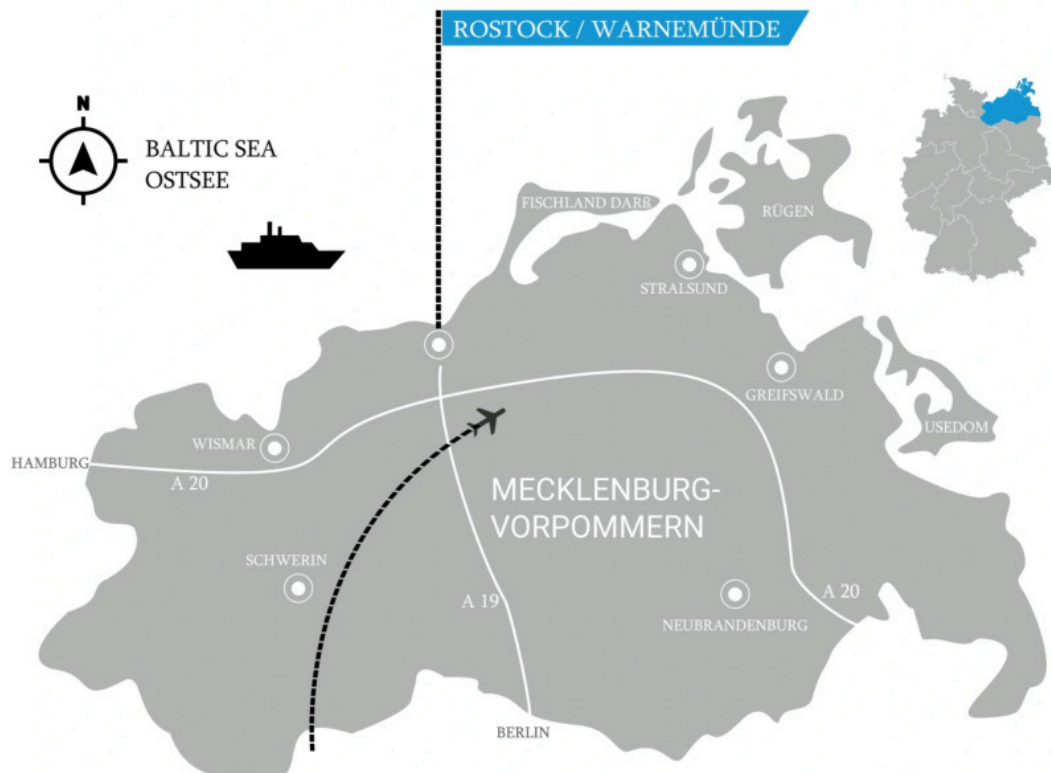 ROSTOCK / WARNEMÜNDE
N
BALTIC SEA
OSTSEE
FISCHLAND DARß
RÜGEN
STRALSUND
GREIFSWALD
USEDOM
WISMAR
HAMBURG
A 20
MECKLENBURG-
VORPOMMERN
SCHWERIN
A 19
A 20
NEUBRANDENBURG
BERLIN